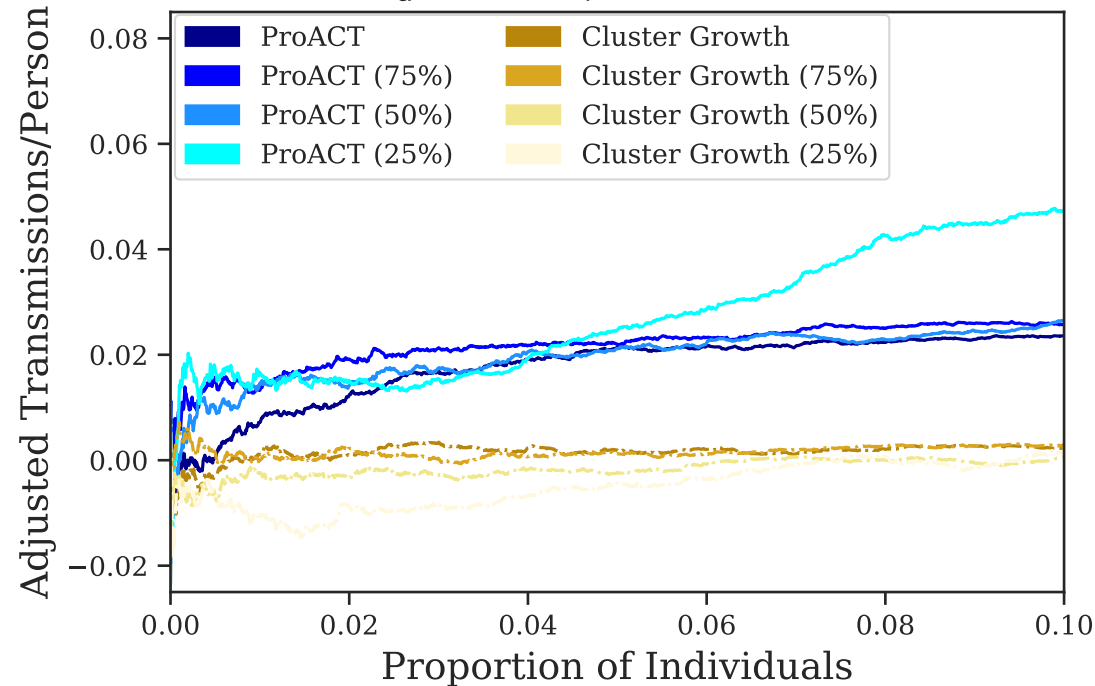 ProACT
ProACT (75%)
ProACT (50%)
ProACT (25%)
Cluster Growth
Cluster Growth (75%)
Cluster Growth (50%)
Cluster Growth (25%)
Adjusted Transmissions/Person
0.08
0.06
0.04
0.02
0.00
−0.02
0.00 0.02 0.04 0.06 0.08 0.10
Proportion of Individuals